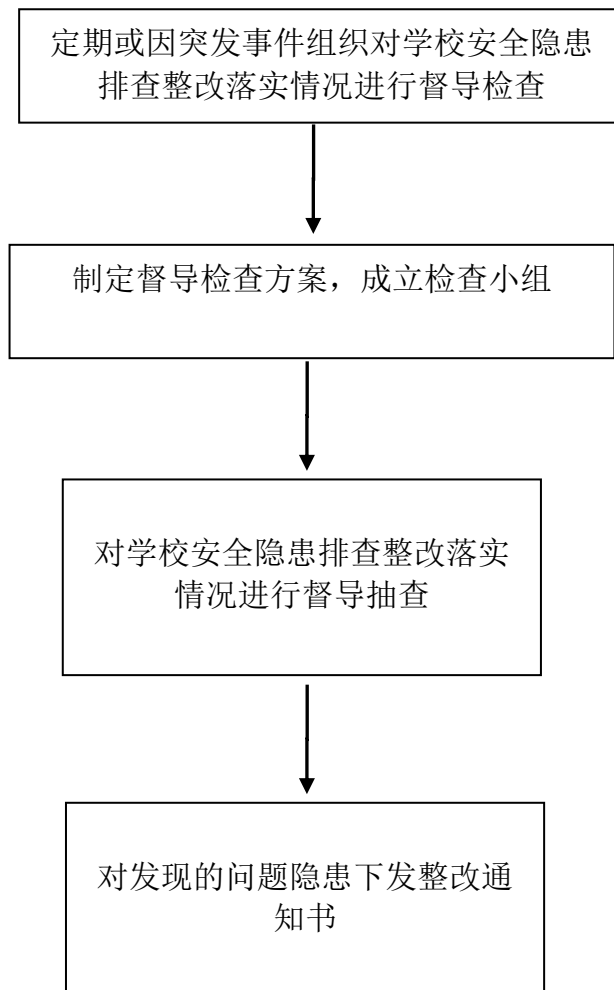 定期或因突发事件组织对学校安全隐患
排查整改落实情况进行督导检查
制定督导检查方案，成立检查小组
对学校安全隐患排查整改落实
情况进行督导抽查
对发现的问题隐患下发整改通
知书